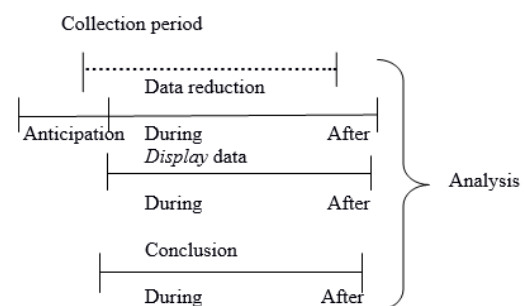 Collection period
Data reduction
Anticipation During After
Display data
Analysis
During After
Conclusion
During After